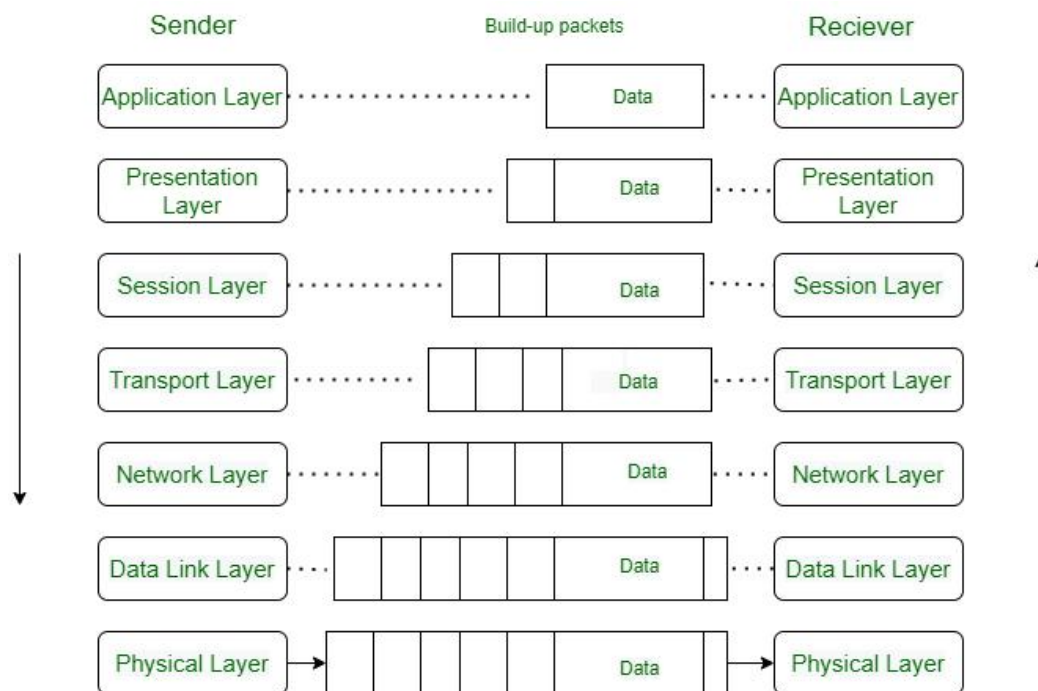 Sender
Build-up packets
Reciever
Application Layer
Data
Application Layer
Presentation
Layer
Data
Presentation
Layer
Session Layer
Data
Session Layer
Transport Layer
Data
Transport Layer
Network Layer
Data
Network Layer
Data Link Layer
Data
Data Link Layer
Physical Layer
Data
Physical Layer